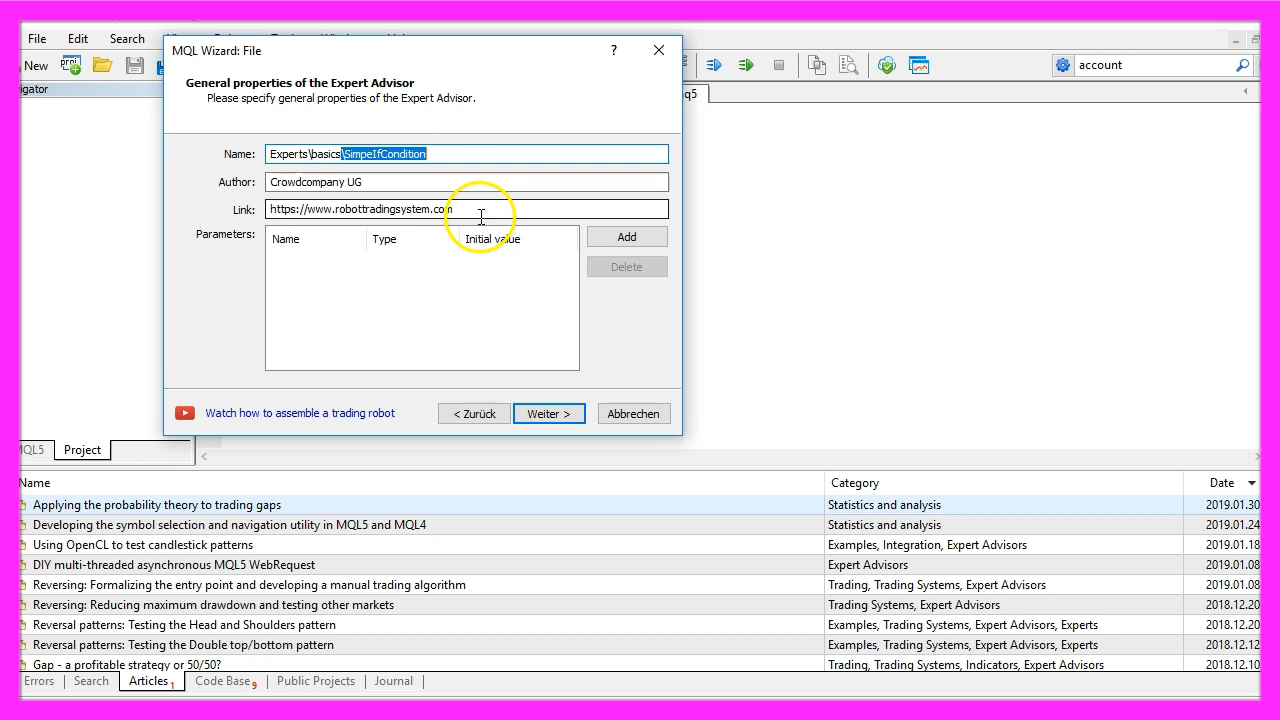 MQL Wizard: File
File Edit Search
New
account
General properties of the Expert Advisor
Please specify general properties of the Expert Advisor.
igator
q5
Name: Experts\basics\SimpeIfCondition
Author: Crowdcompany UG
Link: https://www.robottradingsystem.com
Parameters: Name Type Initial value
Add
Delete
Watch how to assemble a trading robot
< Zurück Weiter > Abbrechen
MQL5 Project
Name Category Date
Applying the probability theory to trading gaps Statistics and analysis 2019.01.30
Developing the symbol selection and navigation utility in MQL5 and MQL4 Statistics and analysis 2019.01.24
Using OpenCL to test candlestick patterns Examples, Integration, Expert Advisors 2019.01.18
DIY multi-threaded asynchronous MQL5 WebRequest Expert Advisors 2019.01.08
Reversing: Formalizing the entry point and developing a manual trading algorithm Trading, Trading Systems, Expert Advisors 2019.01.08
Reversing: Reducing maximum drawdown and testing other markets Trading Systems, Expert Advisors 2018.12.20
Reversal patterns: Testing the Head and Shoulders pattern Examples, Trading Systems, Expert Advisors, Experts 2018.12.20
Reversal patterns: Testing the Double top/bottom pattern Examples, Trading Systems, Expert Advisors, Experts 2018.12.12
Gap - a profitable strategy or 50/50? Trading, Trading Systems, Indicators, Expert Advisors 2018.12.10
Errors Search Articles 1 Code Base 9 Public Projects Journal